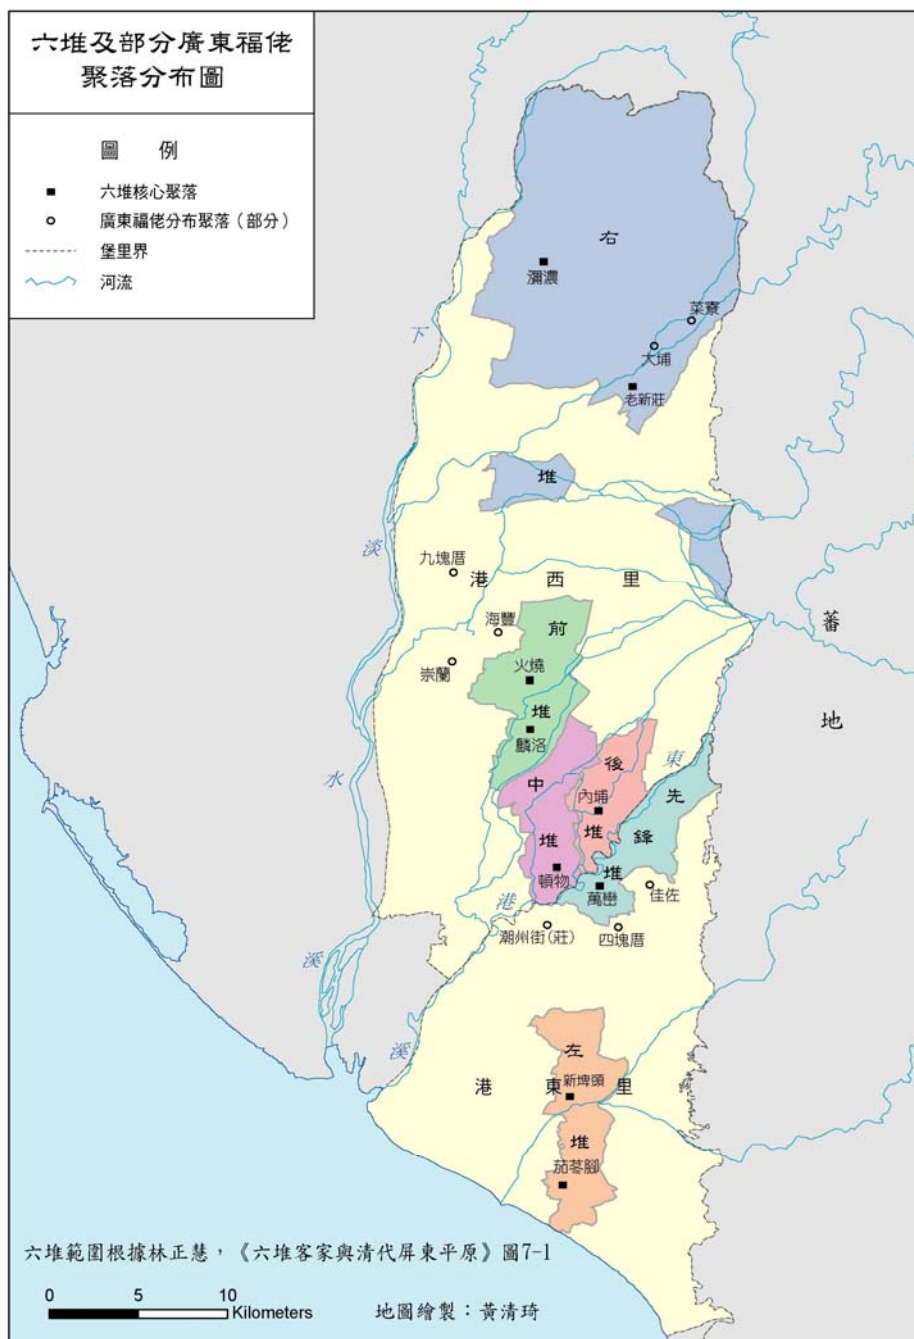 六堆及部分廣東福佬
聚落分布圖
圖 例
六堆核心聚落
廣東福佬分布聚落（部分）
堡里界
河流
右
瀰濃
菜寮
大埔
老新莊
下
堆
淡
九塊厝
港 西 里
海豐
前
蕃
崇蘭
火燒
地
堆
麟洛
水
中
後
東
先
內埔
堆
堆
鋒
頓物
堆
萬巒
佳佐
港
潮州街(莊)
四塊厝
溪
溪
左
港 東 里
新埤頭
堆
茄苳腳
六堆範圍根據林正慧，《六堆客家與清代屏東平原》圖7-1
0 5 10
Kilometers
地圖繪製：黃清琦